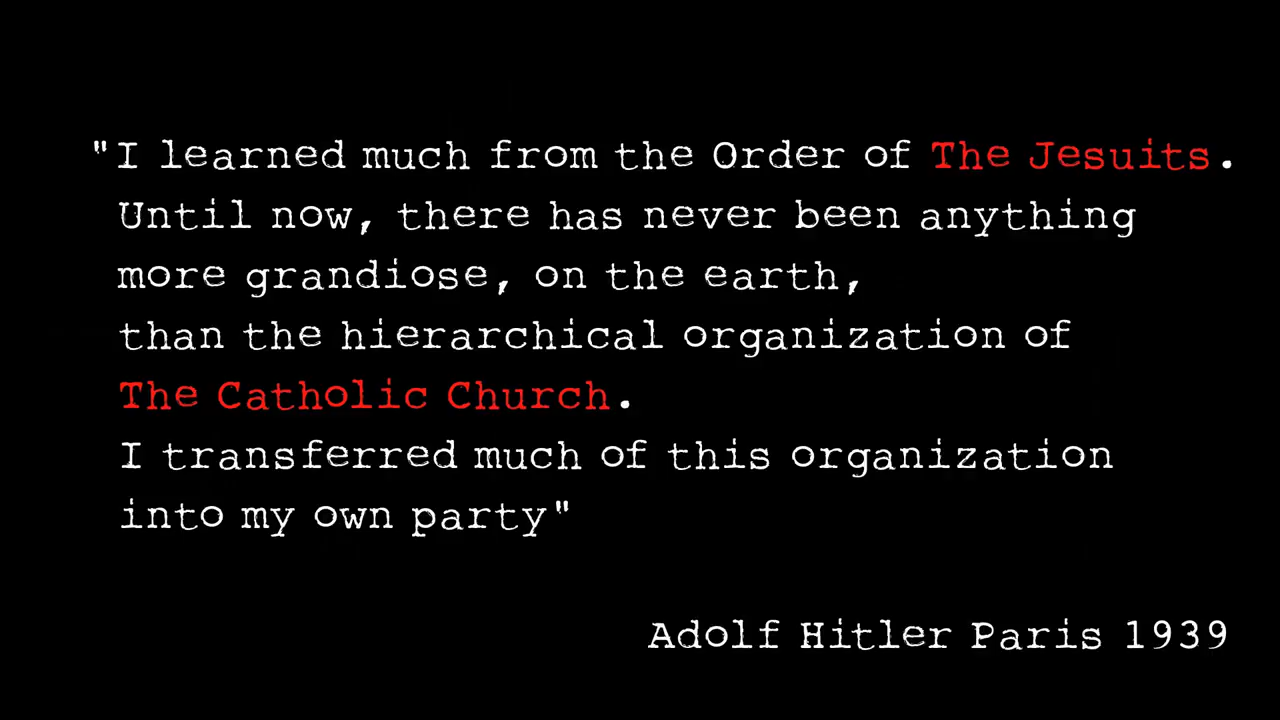 "I learned much from the Order of The Jesuits.
Until now, there has never been anything
more grandiose, on the earth,
than the hierarchical organization of
The Catholic Church.
I transferred much of this organization
into my own party"
Adolf Hitler Paris 1939